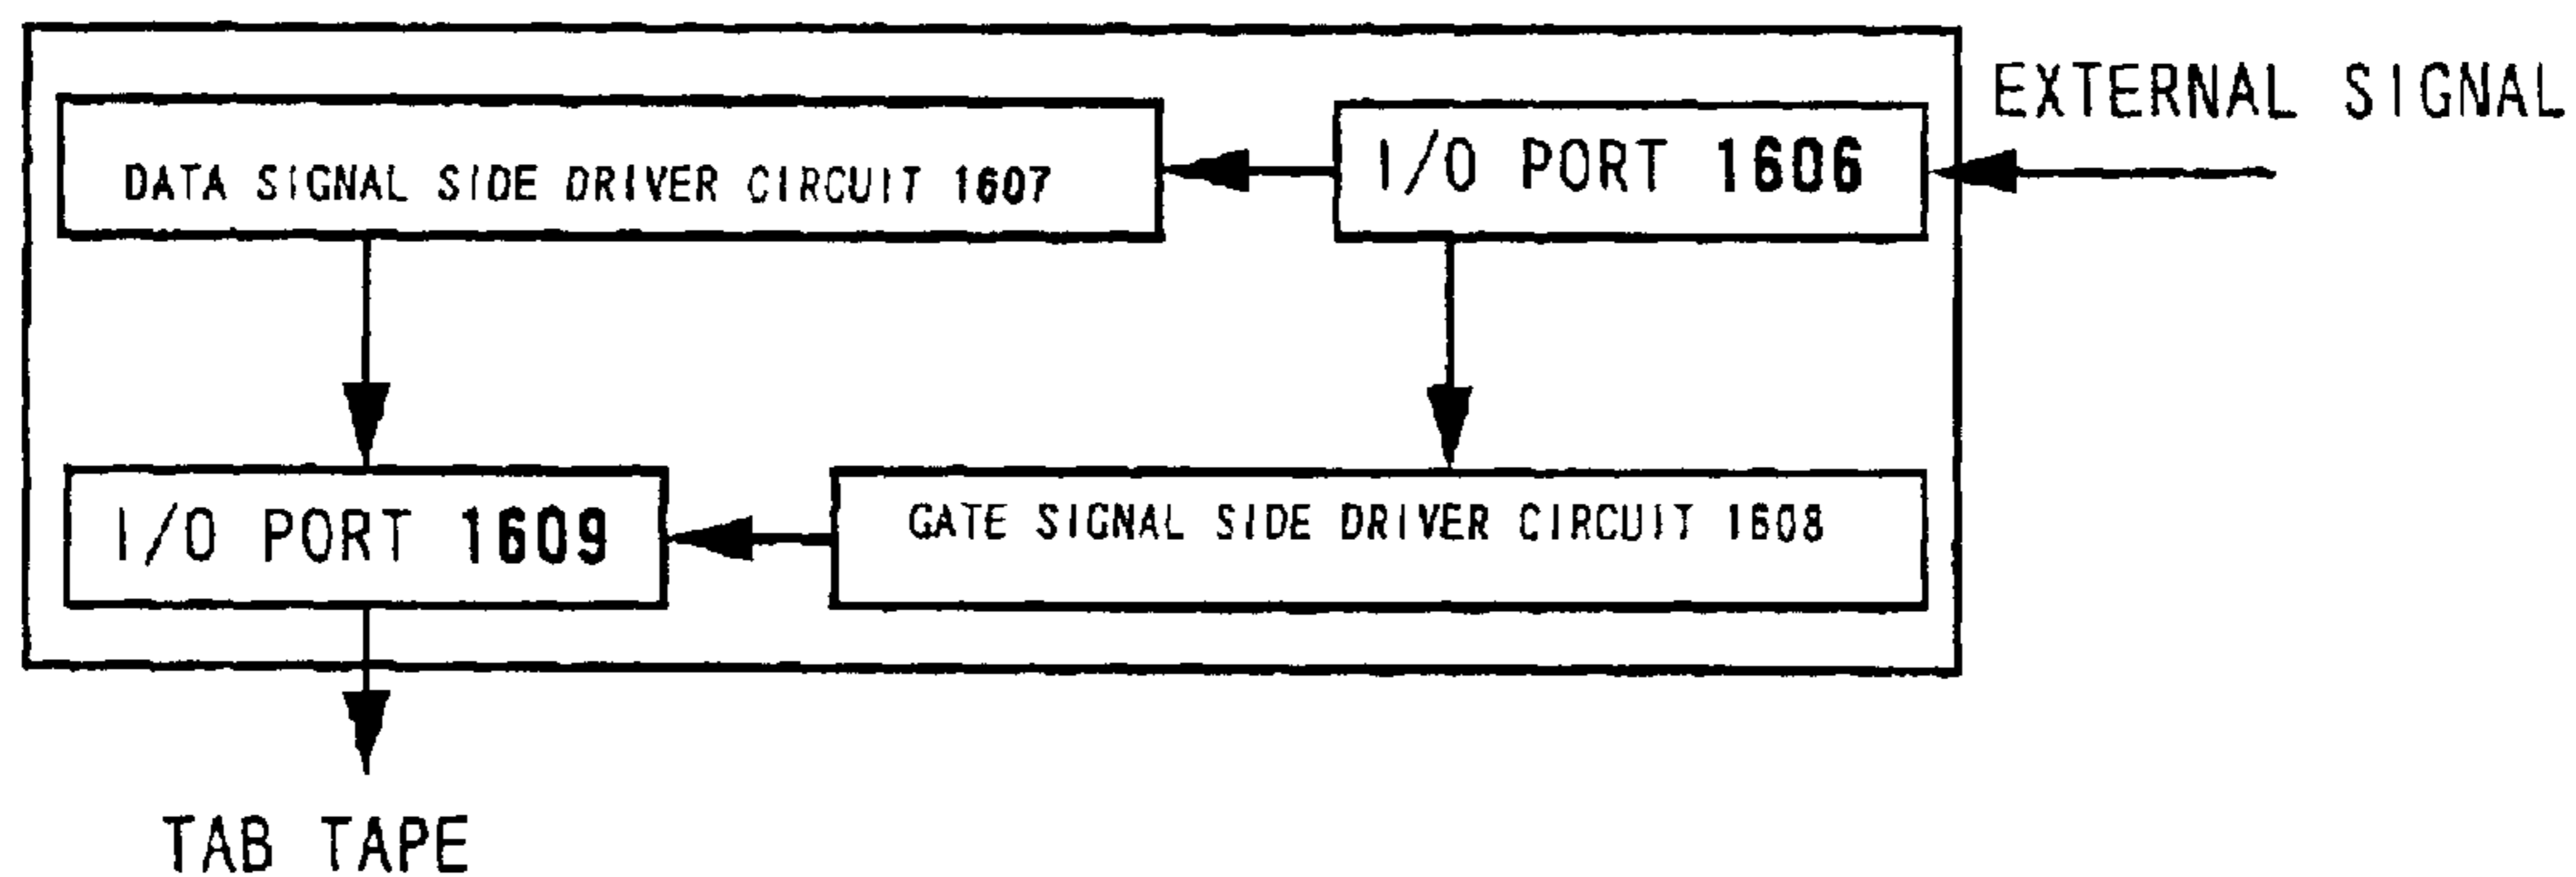 EXTERNAL SIGNAL
DATA SIGNAL SIDE DRIVER CIRCUIT 1607
I/O PORT 1606
I/O PORT 1609
GATE SIGNAL SIDE DRIVER CIRCUIT 1608
TAB TAPE